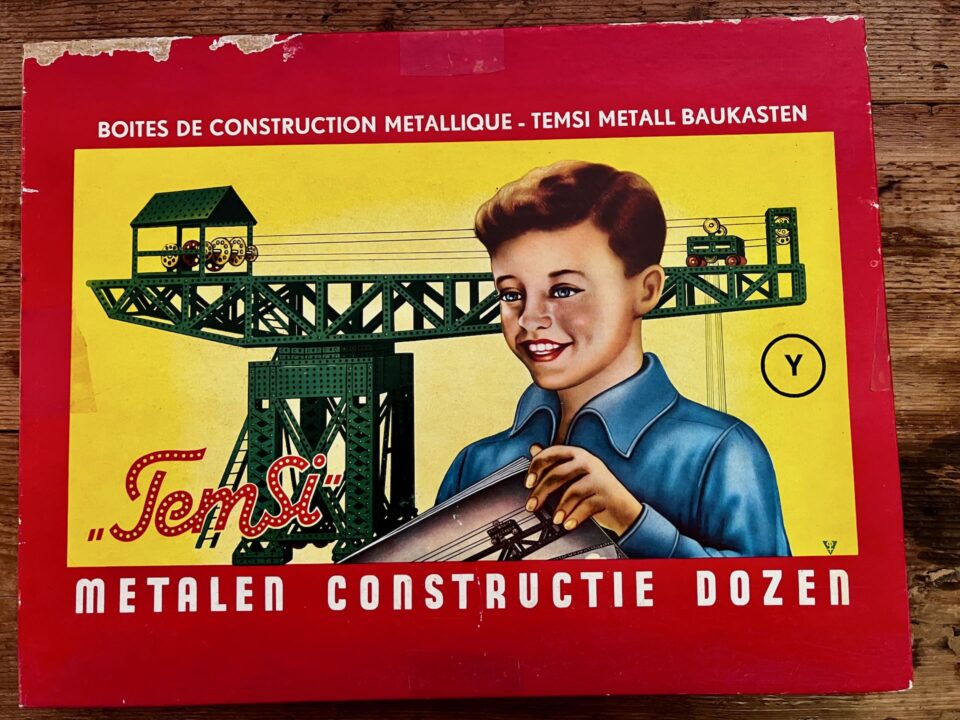 BOITES DE CONSTRUCTION METALLIQUE - TEMSI METALL BAUKASTEN
Y
„TemSi”
METALEN CONSTRUCTIE DOZEN